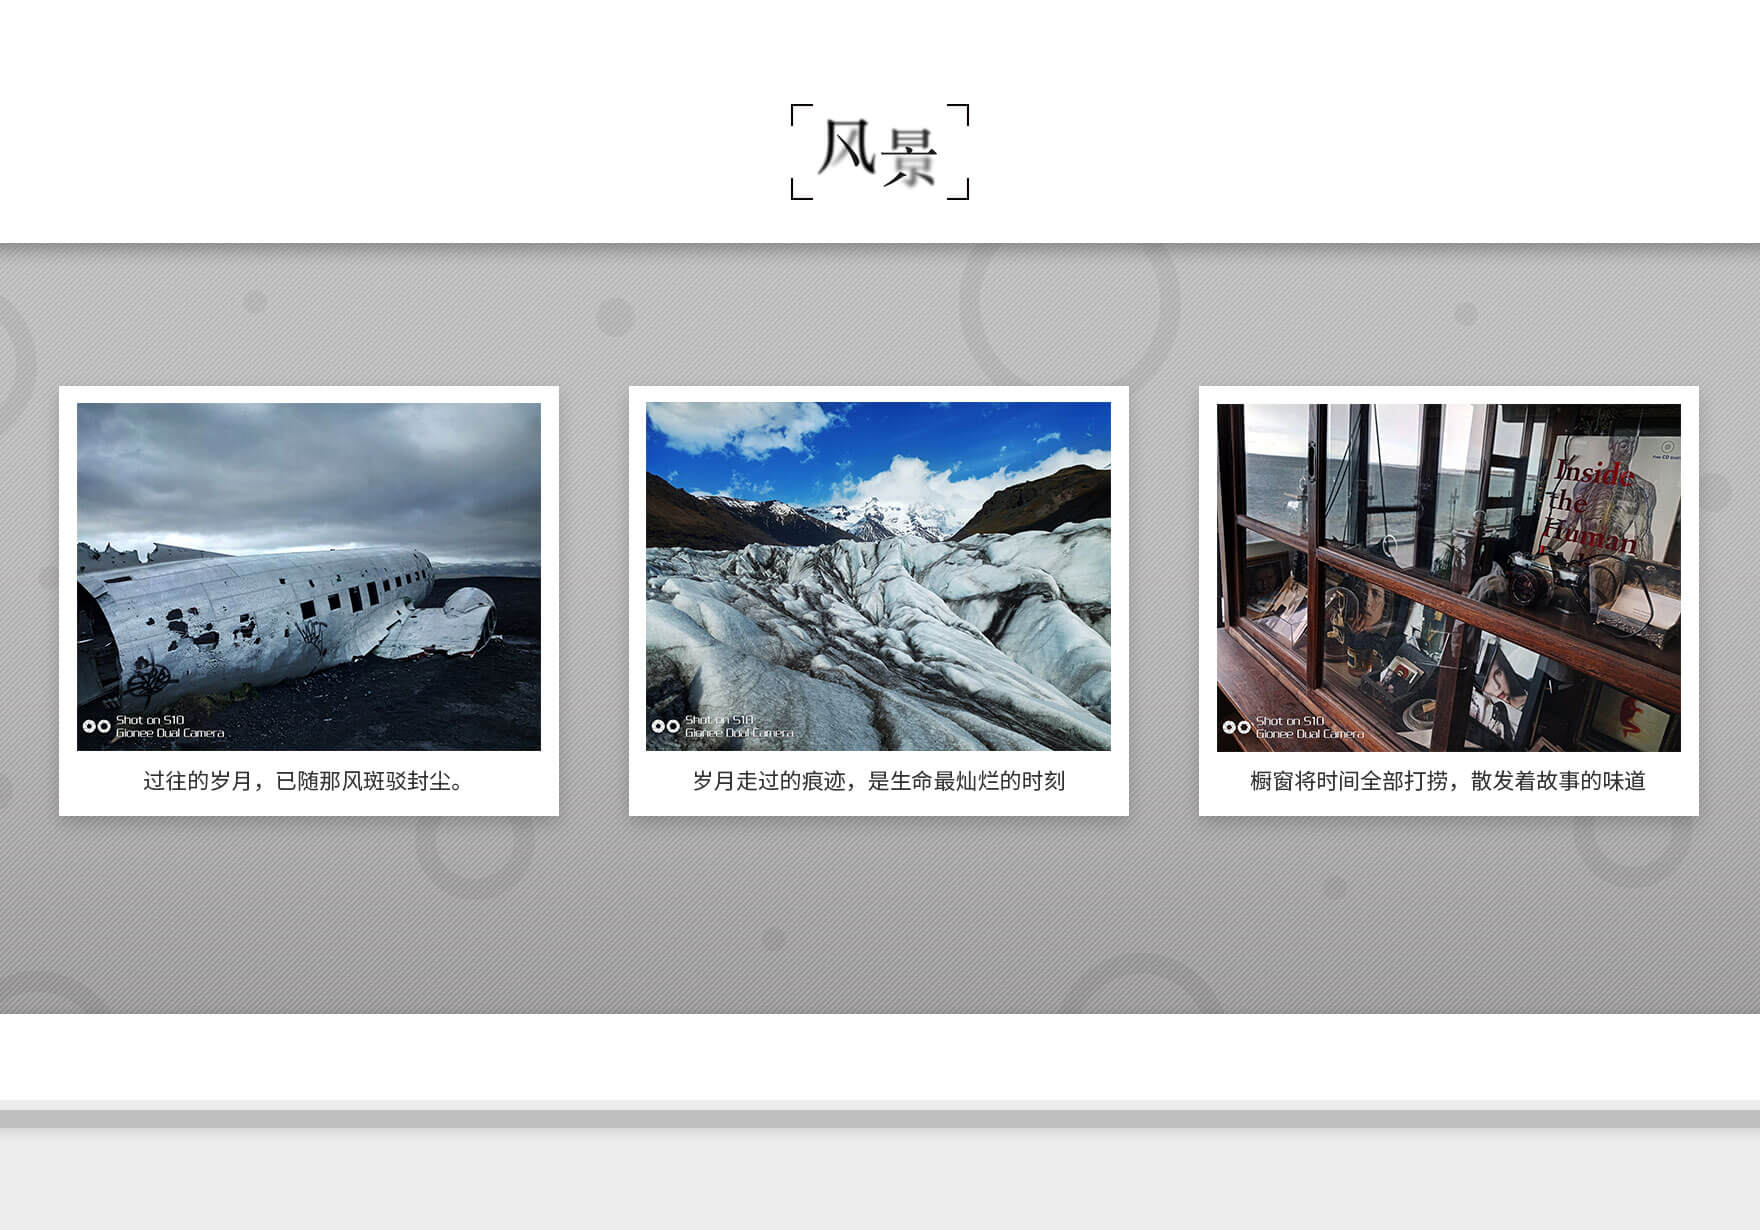 风景
Inside
the
Human
Shot on S10
Gionee Dual Camera
过往的岁月，已随那风斑驳封尘。
Shot on S10
Gionee Dual Camera
岁月走过的痕迹，是生命最灿烂的时刻
Shot on S10
Gionee Dual Camera
橱窗将时间全部打捞，散发着故事的味道